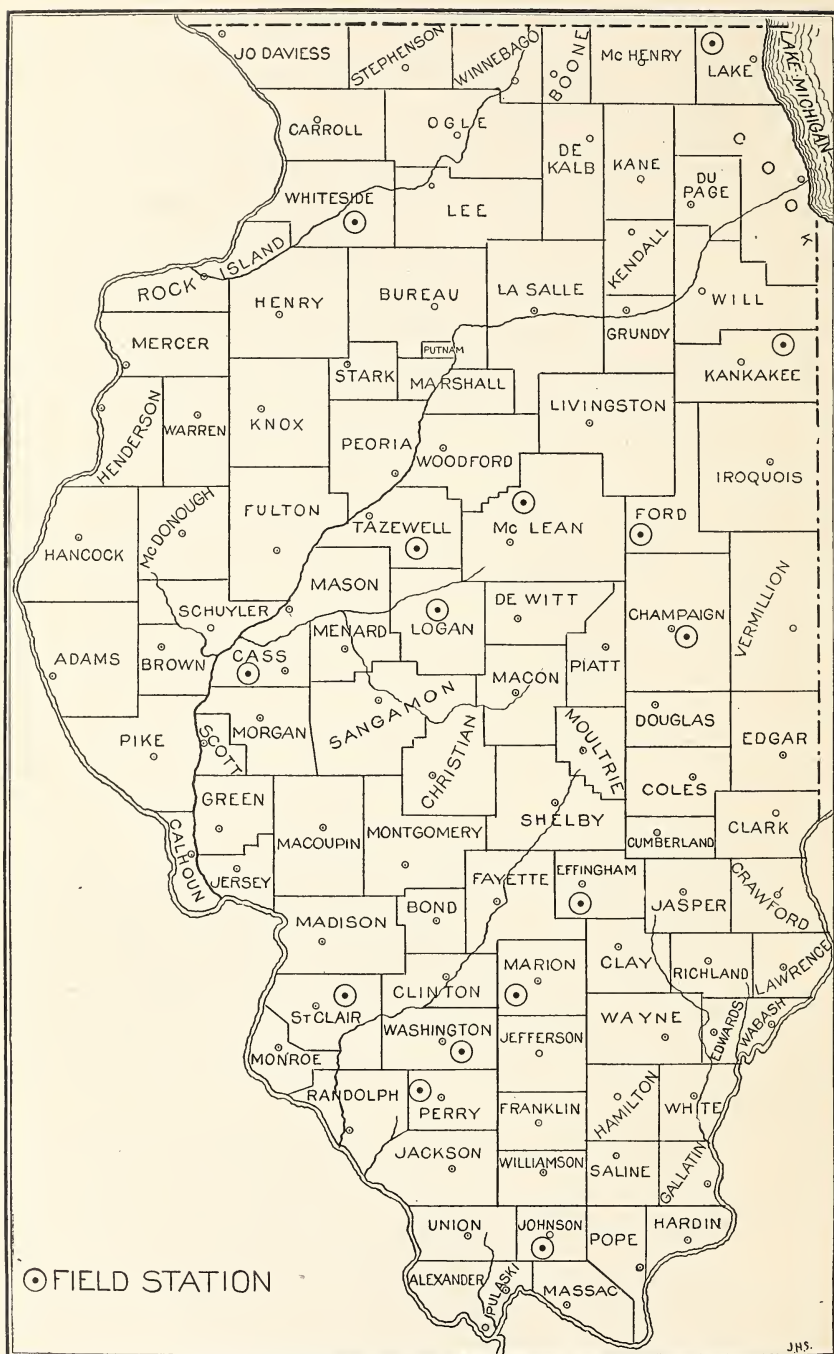 JO DAVIESS
STEPHENSON
WINNEBAGO
BOONE
Mc HENRY
LAKE
LAKE MICHIGAN
CARROLL
OGLE
DE KALB
KANE
DU PAGE
COOK
WHITESIDE
LEE
KENDALL
ROCK ISLAND
HENRY
BUREAU
LA SALLE
GRUNDY
WILL
MERCER
PUTNAM
STARK
MARSHALL
KANKAKEE
HENDERSON
WARREN
KNOX
PEORIA
WOODFORD
LIVINGSTON
IROQUOIS
HANCOCK
McDONOUGH
FULTON
TAZEWELL
Mc LEAN
FORD
MASON
SCHUYLER
MENARD
LOGAN
DE WITT
CHAMPAIGN
VERMILLION
ADAMS
BROWN
CASS
MACON
PIATT
PIKE
SCOTT
MORGAN
SANGAMON
CHRISTIAN
MOULTRIE
DOUGLAS
EDGAR
COLES
GREEN
MACOUPIN
MONTGOMERY
SHELBY
CUMBERLAND
CLARK
CALHOUN
JERSEY
FAYETTE
EFFINGHAM
JASPER
CRAWFORD
MADISON
BOND
CLINTON
MARION
CLAY
RICHLAND
LAWRENCE
ST CLAIR
WASHINGTON
JEFFERSON
WAYNE
EDWARDS
WABASH
MONROE
RANDOLPH
PERRY
FRANKLIN
HAMILTON
WHITE
JACKSON
WILLIAMSON
SALINE
GALLATIN
UNION
JOHNSON
POPE
HARDIN
ALEXANDER
PULASKI
MASSAC
FIELD STATION
J.H.S.